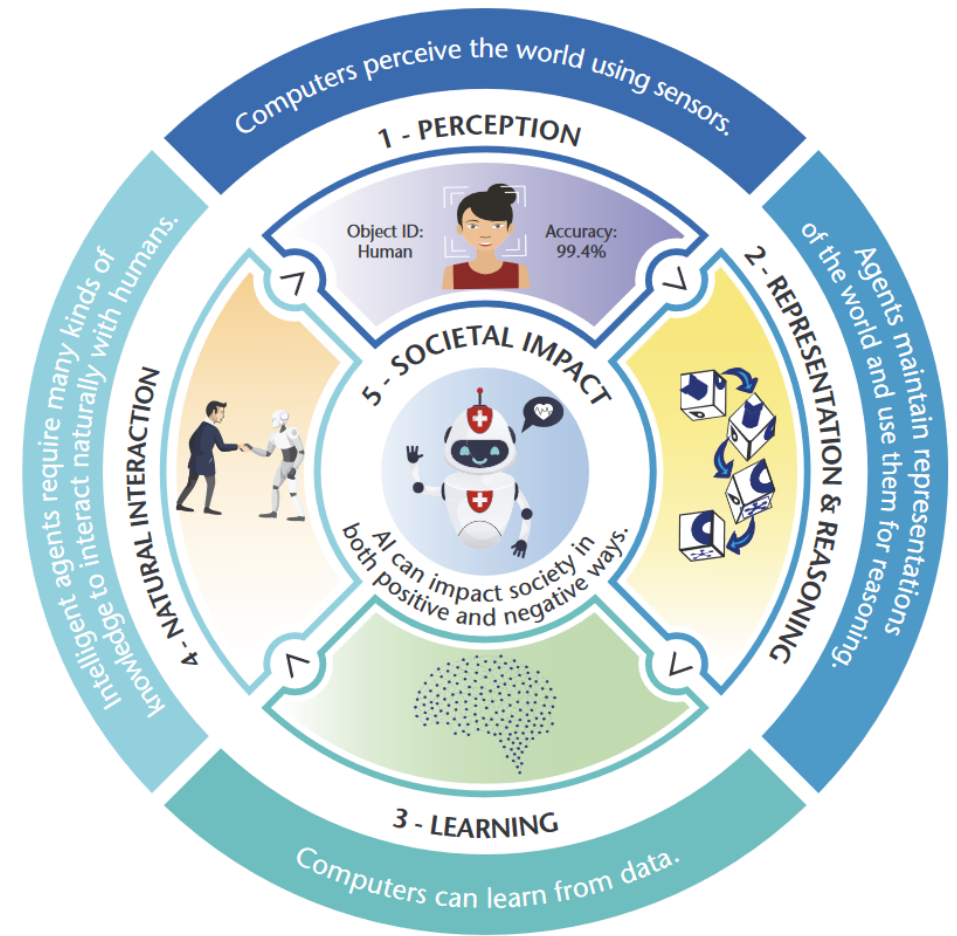 Computers perceive the world using sensors.
1 - PERCEPTION
Object ID:
Human
Accuracy:
99.4%
Agents maintain representations
of the world and use them for reasoning.
2 - REPRESENTATION & REASONING
3 - LEARNING
Computers can learn from data.
Intelligent agents require many kinds of
knowledge to interact naturally with humans.
4 - NATURAL INTERACTION
5 - SOCIETAL IMPACT
AI can impact society in
both positive and negative ways.